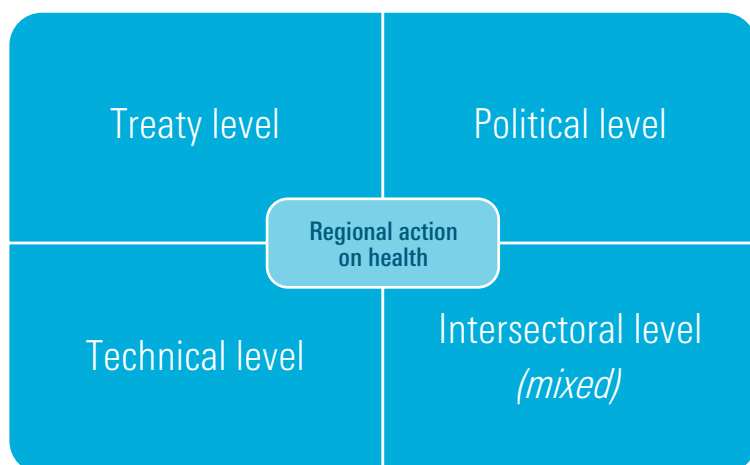 Treaty level
Political level
Regional action
on health
Technical level
Intersectoral level
(mixed)